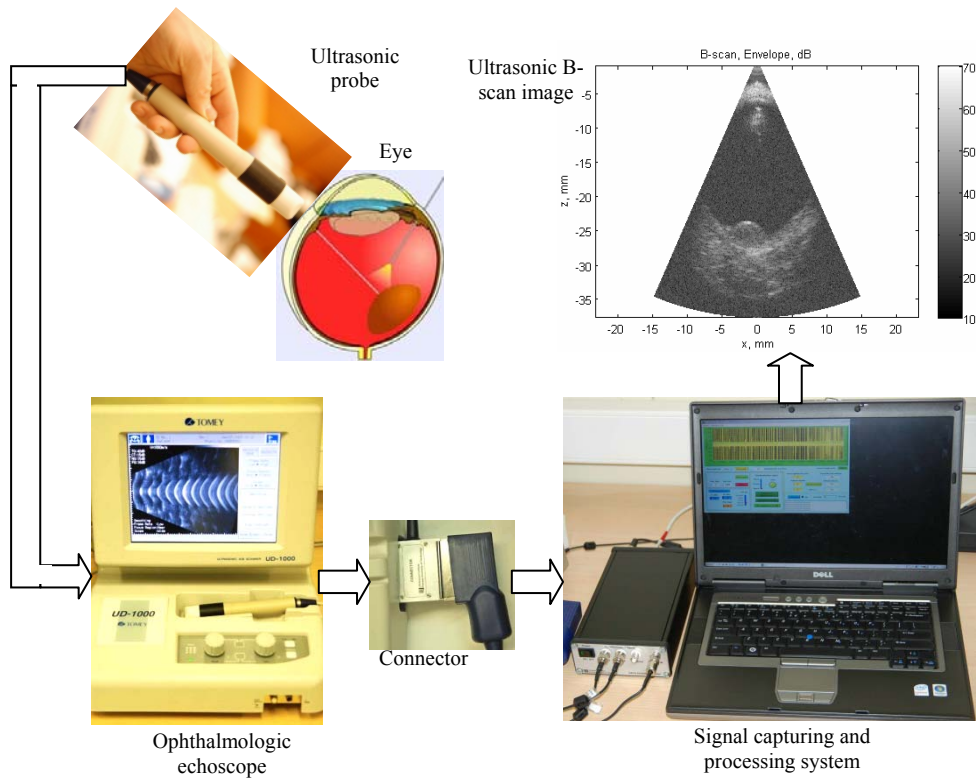 Ultrasonic
probe
Eye
Ultrasonic B-
scan image
B-scan, Envelope, dB
z, mm
-5
-10
-15
-20
-25
-30
-35
-20 -15 -10 -5 0 5 10 15 20
x, mm
70
60
50
40
30
20
10
TOMEY
UD-1000
UD-1000
TOMEY
CONNECTOR
Connector
DELL
Ophthalmologic
echoscope
Signal capturing and
processing system